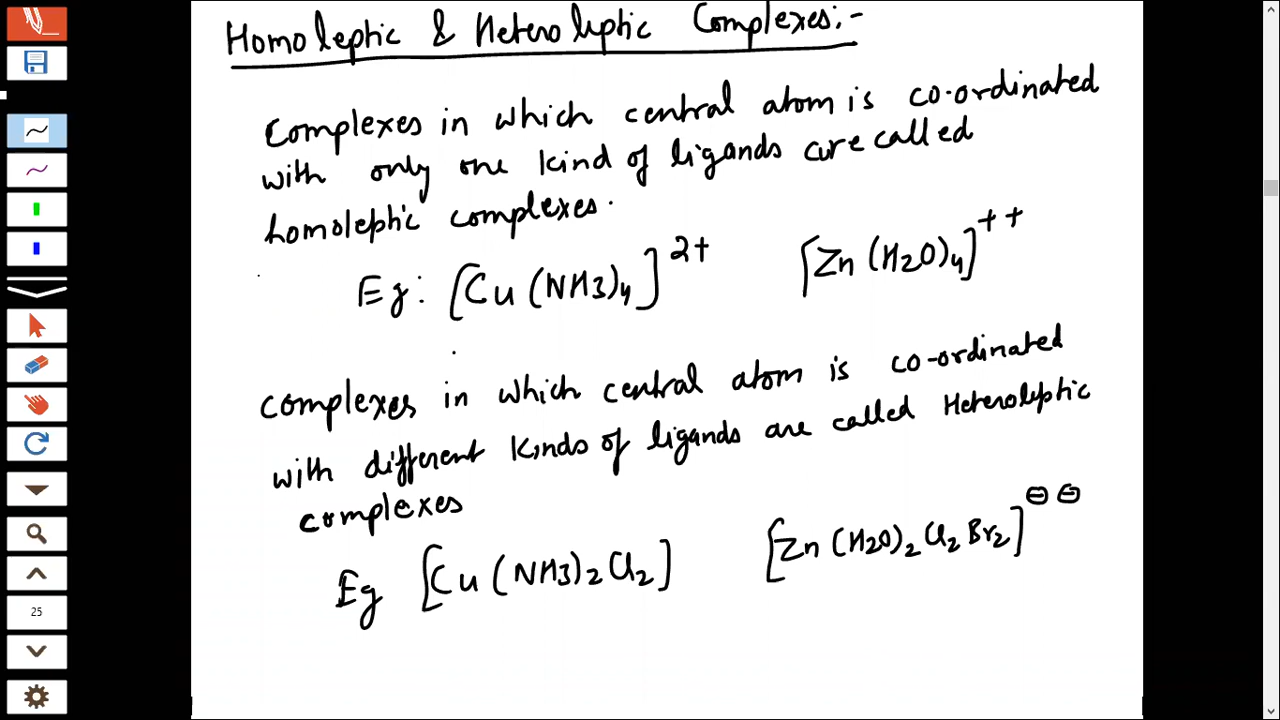 Homoleptic & Heteroleptic Complexes:-
Complexes in which central atom is co-ordinated
with only one kind of ligands are called
homoleptic complexes.
Eg: [Cu(NH3)4]2+ [Zn(H2O)4]++
complexes in which central atom is co-ordinated
with different kinds of ligands are called Heteroleptic
complexes
Eg [Cu(NH3)2Cl2] [Zn(H2O)2Cl2Br2]⊖⊖
25